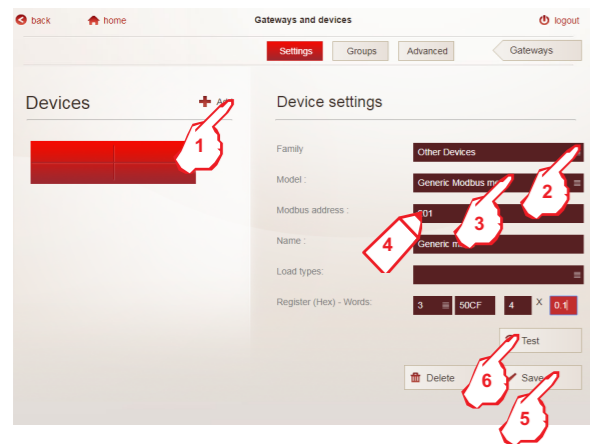 back
home
Gateways and devices
logout
Settings
Groups
Advanced
Gateways
Devices
Device settings
1
Family
Other Devices
2
Model :
Generic Modbus
3
Modbus address :
4
Name :
Generic
Load types:
Register (Hex) - Words:
3
50CF
4
X
0.1
Test
6
Delete
Save
5